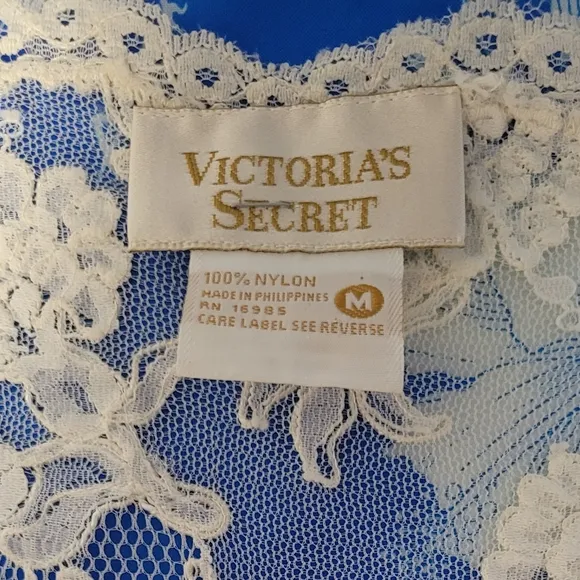 VICTORIA'S
SECRET
100% NYLON
MADE IN PHILIPPINES
RN 16985
CARE LABEL SEE REVERSE
M